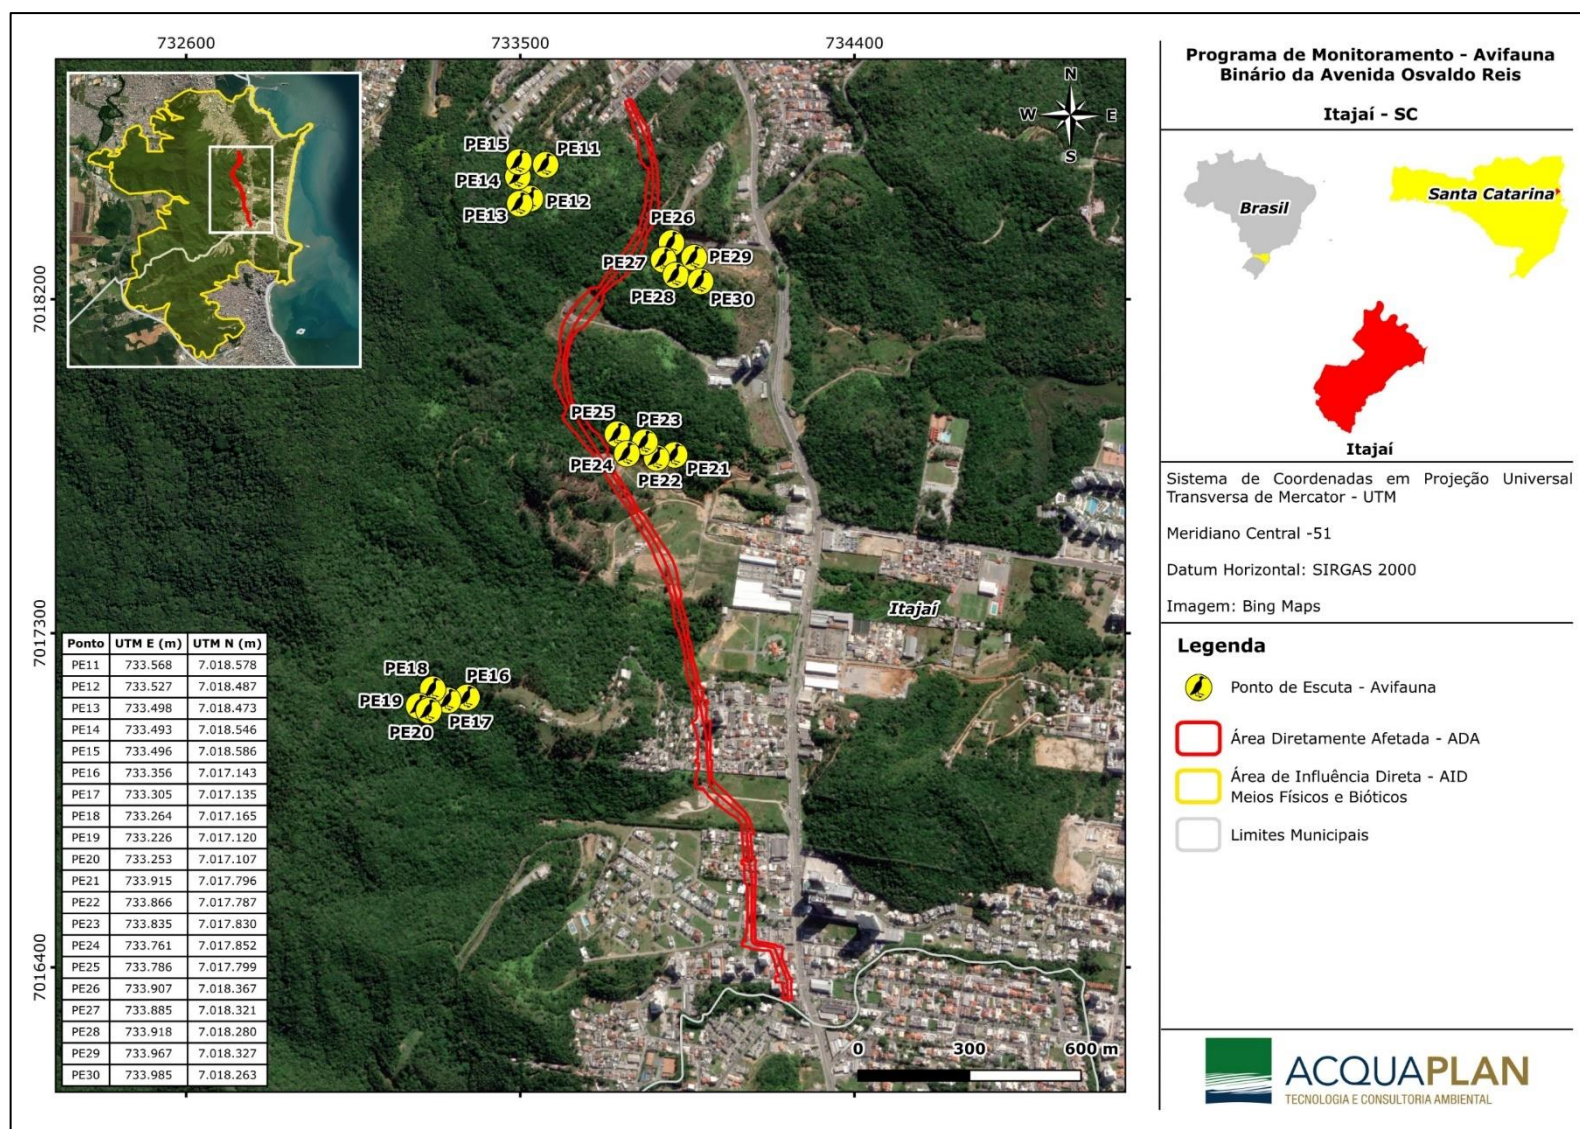 732600
733500
734400
7018200
7017300
7016400
N
W E
S
PE15
PE11
PE14
PE12
PE13
PE26
PE29
PE27
PE28
PE30
PE25
PE23
PE24
PE21
PE22
Itajaí
PE18
PE16
PE19
PE17
PE20
Ponto UTM E (m) UTM N (m)
PE11 733.568 7.018.578
PE12 733.527 7.018.487
PE13 733.498 7.018.473
PE14 733.493 7.018.546
PE15 733.496 7.018.586
PE16 733.356 7.017.143
PE17 733.305 7.017.135
PE18 733.264 7.017.165
PE19 733.226 7.017.120
PE20 733.253 7.017.107
PE21 733.915 7.017.796
PE22 733.866 7.017.787
PE23 733.835 7.017.830
PE24 733.761 7.017.852
PE25 733.786 7.017.799
PE26 733.907 7.018.367
PE27 733.885 7.018.321
PE28 733.918 7.018.280
PE29 733.967 7.018.327
PE30 733.985 7.018.263
0 300 600 m
Programa de Monitoramento - Avifauna
Binário da Avenida Osvaldo Reis
Itajaí - SC
Brasil
Santa Catarina
Itajaí
Sistema de Coordenadas em Projeção Universal
Transversa de Mercator - UTM
Meridiano Central -51
Datum Horizontal: SIRGAS 2000
Imagem: Bing Maps
Legenda
Ponto de Escuta - Avifauna
Área Diretamente Afetada - ADA
Área de Influência Direta - AID
Meios Físicos e Bióticos
Limites Municipais
ACQUAPLAN
TECNOLOGIA E CONSULTORIA AMBIENTAL